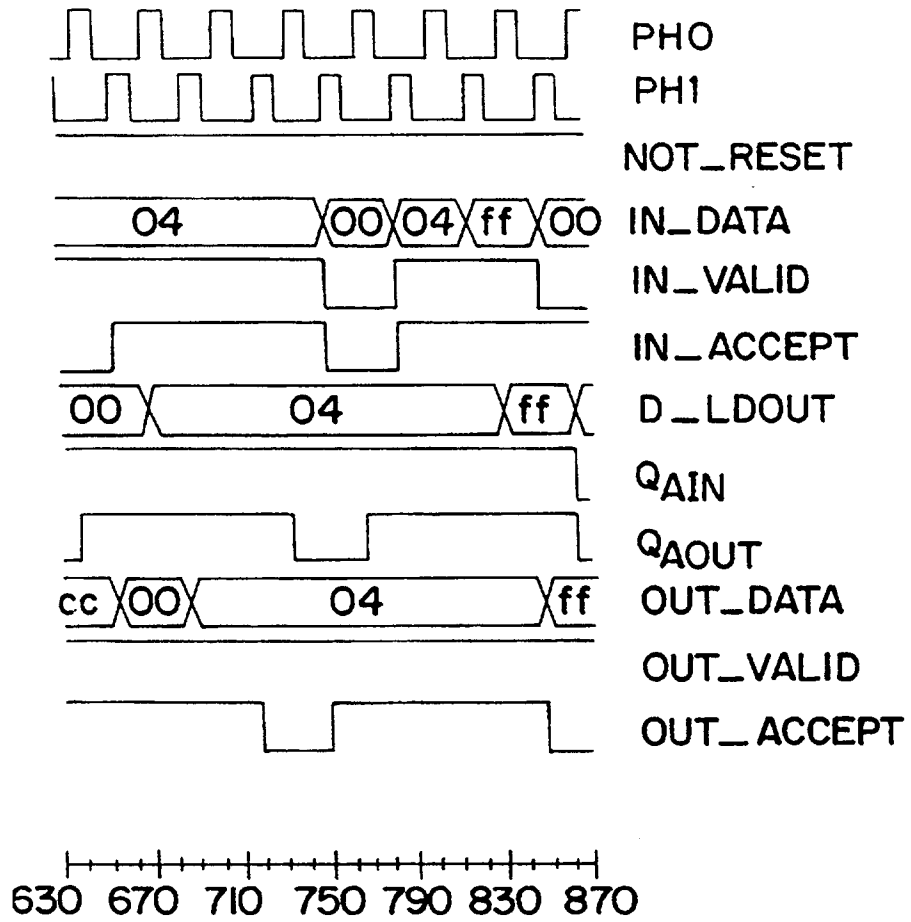 PH0
PH1
NOT_RESET
04 00 04 ff 00 IN_DATA
IN_VALID
IN_ACCEPT
00 04 ff D_LDOUT
QAIN
QAOUT
cc 00 04 ff OUT_DATA
OUT_VALID
OUT_ACCEPT
630 670 710 750 790 830 870